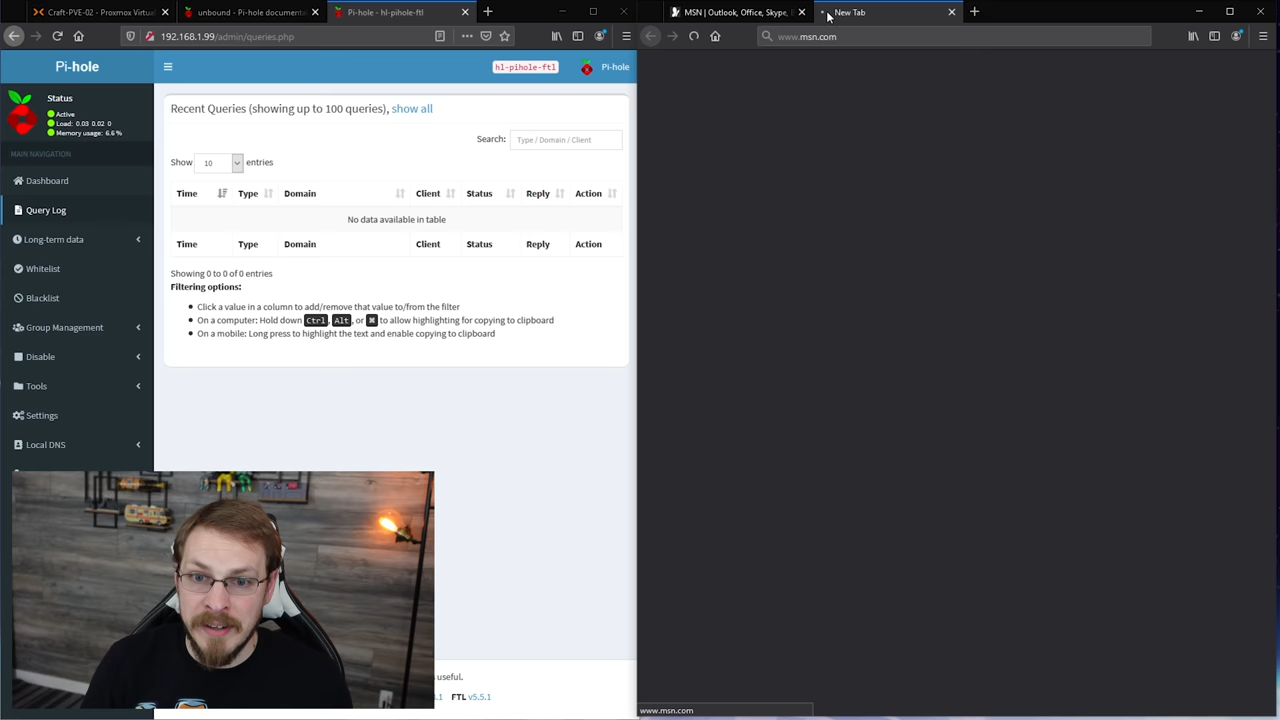 Craft-PVE-02 - Proxmox Virtual
unbound - Pi-hole documenta
Pi-hole - hl-pihole-ftl
MSN | Outlook, Office, Skype, B
New Tab
192.168.1.99/admin/queries.php
www.msn.com
Pi-hole
hl-pihole-ftl
Pi-hole
Status
Active
Load: 0.03 0.02 0
Memory usage: 6.6 %
MAIN NAVIGATION
Dashboard
Query Log
Long-term data
Whitelist
Blacklist
Group Management
Disable
Tools
Settings
Local DNS
Recent Queries (showing up to 100 queries), show all
Search: Type / Domain / Client
Show 10 entries
Time Type Domain Client Status Reply Action
No data available in table
Time Type Domain Client Status Reply Action
Showing 0 to 0 of 0 entries
Filtering options:
Click a value in a column to add/remove that value to/from the filter
On a computer: Hold down Ctrl, Alt, or ⌘ to allow highlighting for copying to clipboard
On a mobile: Long press to highlight the text and enable copying to clipboard
useful.
.1 FTL v5.5.1
www.msn.com